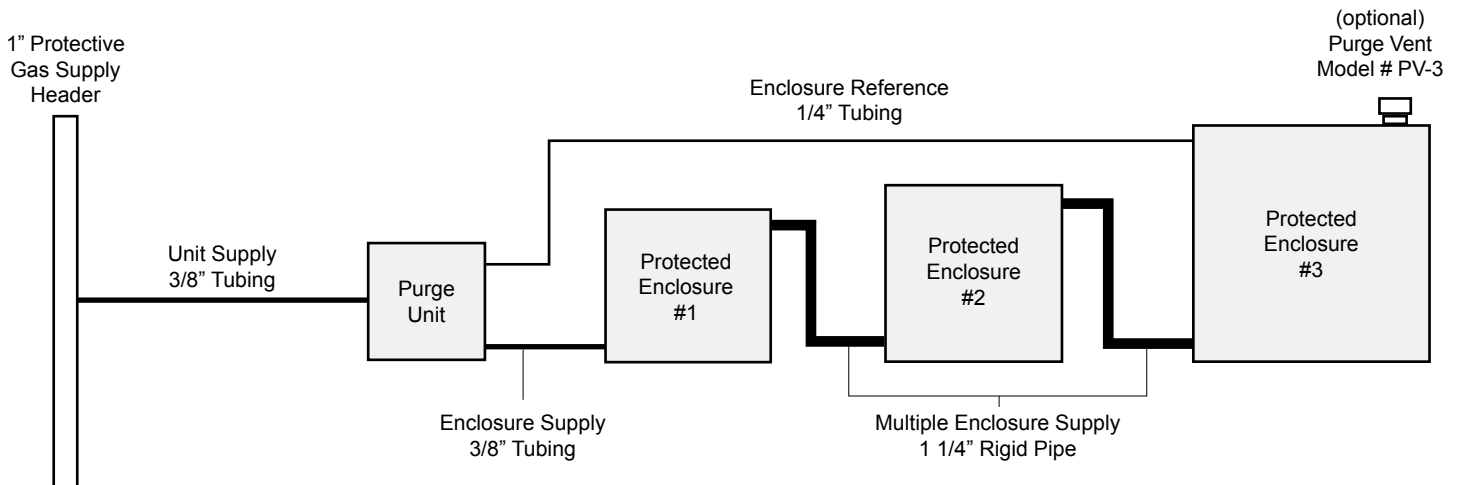 1” Protective
Gas Supply
Header
(optional)
Purge Vent
Model # PV-3
Enclosure Reference
1/4” Tubing
Unit Supply
3/8” Tubing
Purge
Unit
Protected
Enclosure
#1
Protected
Enclosure
#2
Protected
Enclosure
#3
Enclosure Supply
3/8” Tubing
Multiple Enclosure Supply
1 1/4” Rigid Pipe